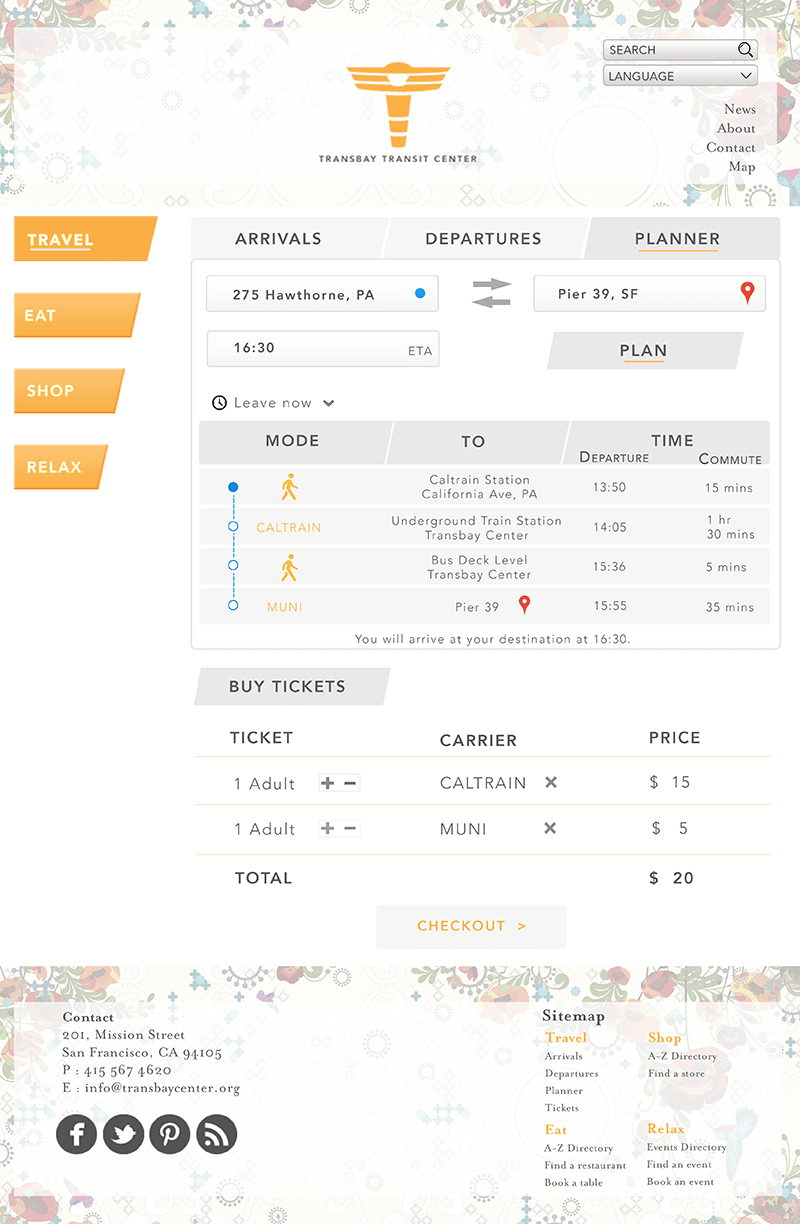 SEARCH
LANGUAGE
News
About
Contact
Map
TRANSBAY TRANSIT CENTER
TRAVEL
EAT
SHOP
RELAX
ARRIVALS DEPARTURES PLANNER
275 Hawthorne, PA Pier 39, SF
16:30 ETA PLAN
Leave now
MODE TO TIME
DEPARTURE COMMUTE
Caltrain Station
California Ave, PA 13:50 15 mins
CALTRAIN Underground Train Station
Transbay Center 14:05 1 hr
30 mins
Bus Deck Level
Transbay Center 15:36 5 mins
MUNI Pier 39 15:55 35 mins
You will arrive at your destination at 16:30.
BUY TICKETS
TICKET CARRIER PRICE
1 Adult + − CALTRAIN × $ 15
1 Adult + − MUNI × $ 5
TOTAL $ 20
CHECKOUT >
Contact
201, Mission Street
San Francisco, CA 94105
P : 415 567 4620
E : info@transbaycenter.org
Sitemap
Travel
Arrivals
Departures
Planner
Tickets
Shop
A-Z Directory
Find a store
Eat
A-Z Directory
Find a restaurant
Book a table
Relax
Events Directory
Find an event
Book an event